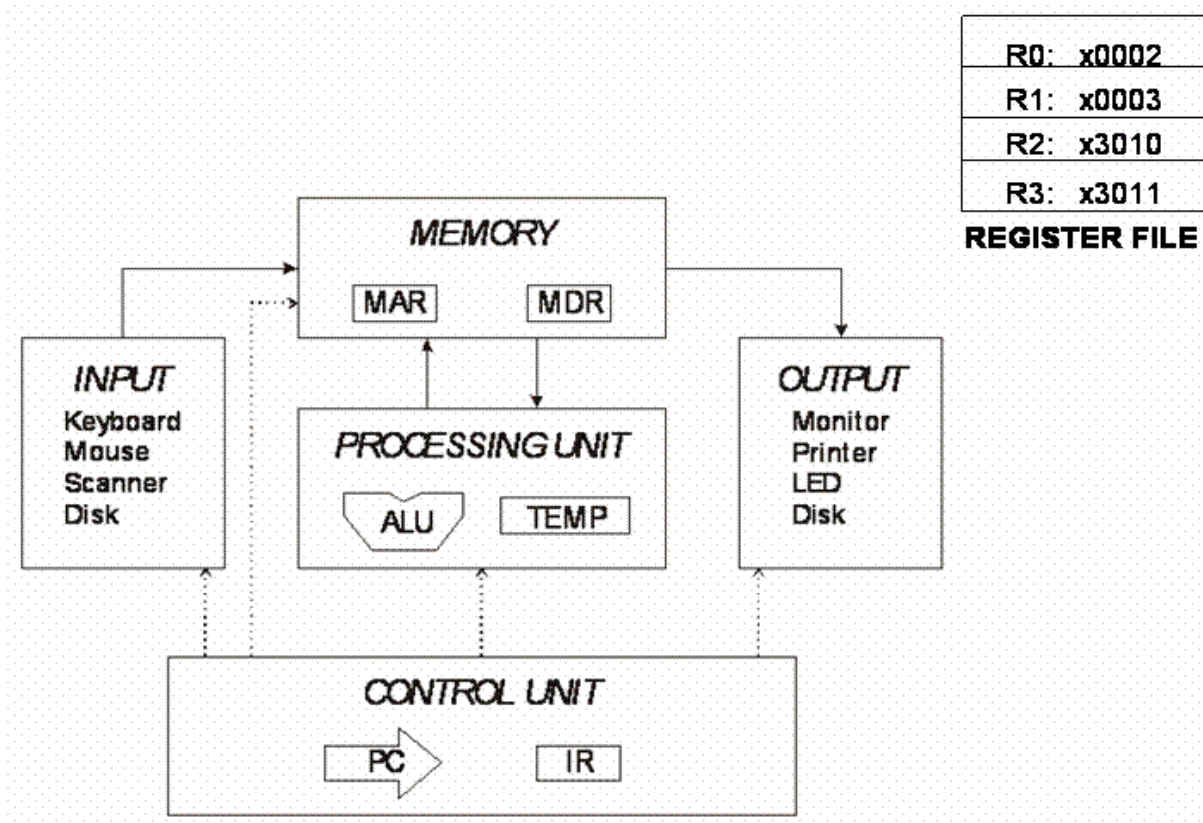 R0: x0002
R1: x0003
R2: x3010
R3: x3011
REGISTER FILE
MEMORY
MAR
MDR
INPUT
Keyboard
Mouse
Scanner
Disk
PROCESSING UNIT
ALU
TEMP
OUTPUT
Monitor
Printer
LED
Disk
CONTROL UNIT
PC
IR